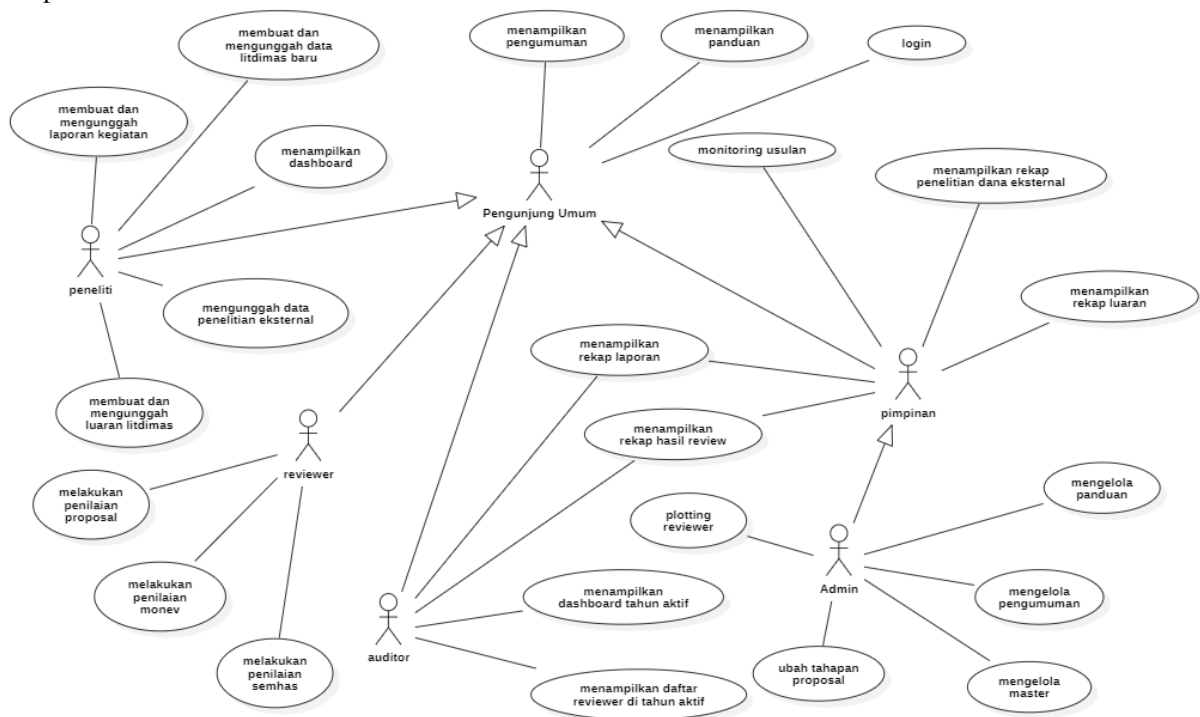 membuat dan
mengunggah data
litdimas baru
menampilkan
pengumuman
menampilkan
panduan
login
membuat dan
mengunggah
laporan kegiatan
menampilkan
dashboard
monitoring usulan
menampilkan rekap
penelitian dana eksternal
Pengunjung Umum
peneliti
mengunggah data
penelitian eksternal
menampilkan
rekap luaran
menampilkan
rekap laporan
membuat dan
mengunggah
luaran litdimas
pimpinan
menampilkan
rekap hasil review
reviewer
melakukan
penilaian
proposal
mengelola
panduan
plotting
reviewer
melakukan
penilaian
monev
Admin
menampilkan
dashboard tahun aktif
mengelola
pengumuman
auditor
melakukan
penilaian
semhas
ubah tahapan
proposal
mengelola
master
menampilkan daftar
reviewer di tahun aktif